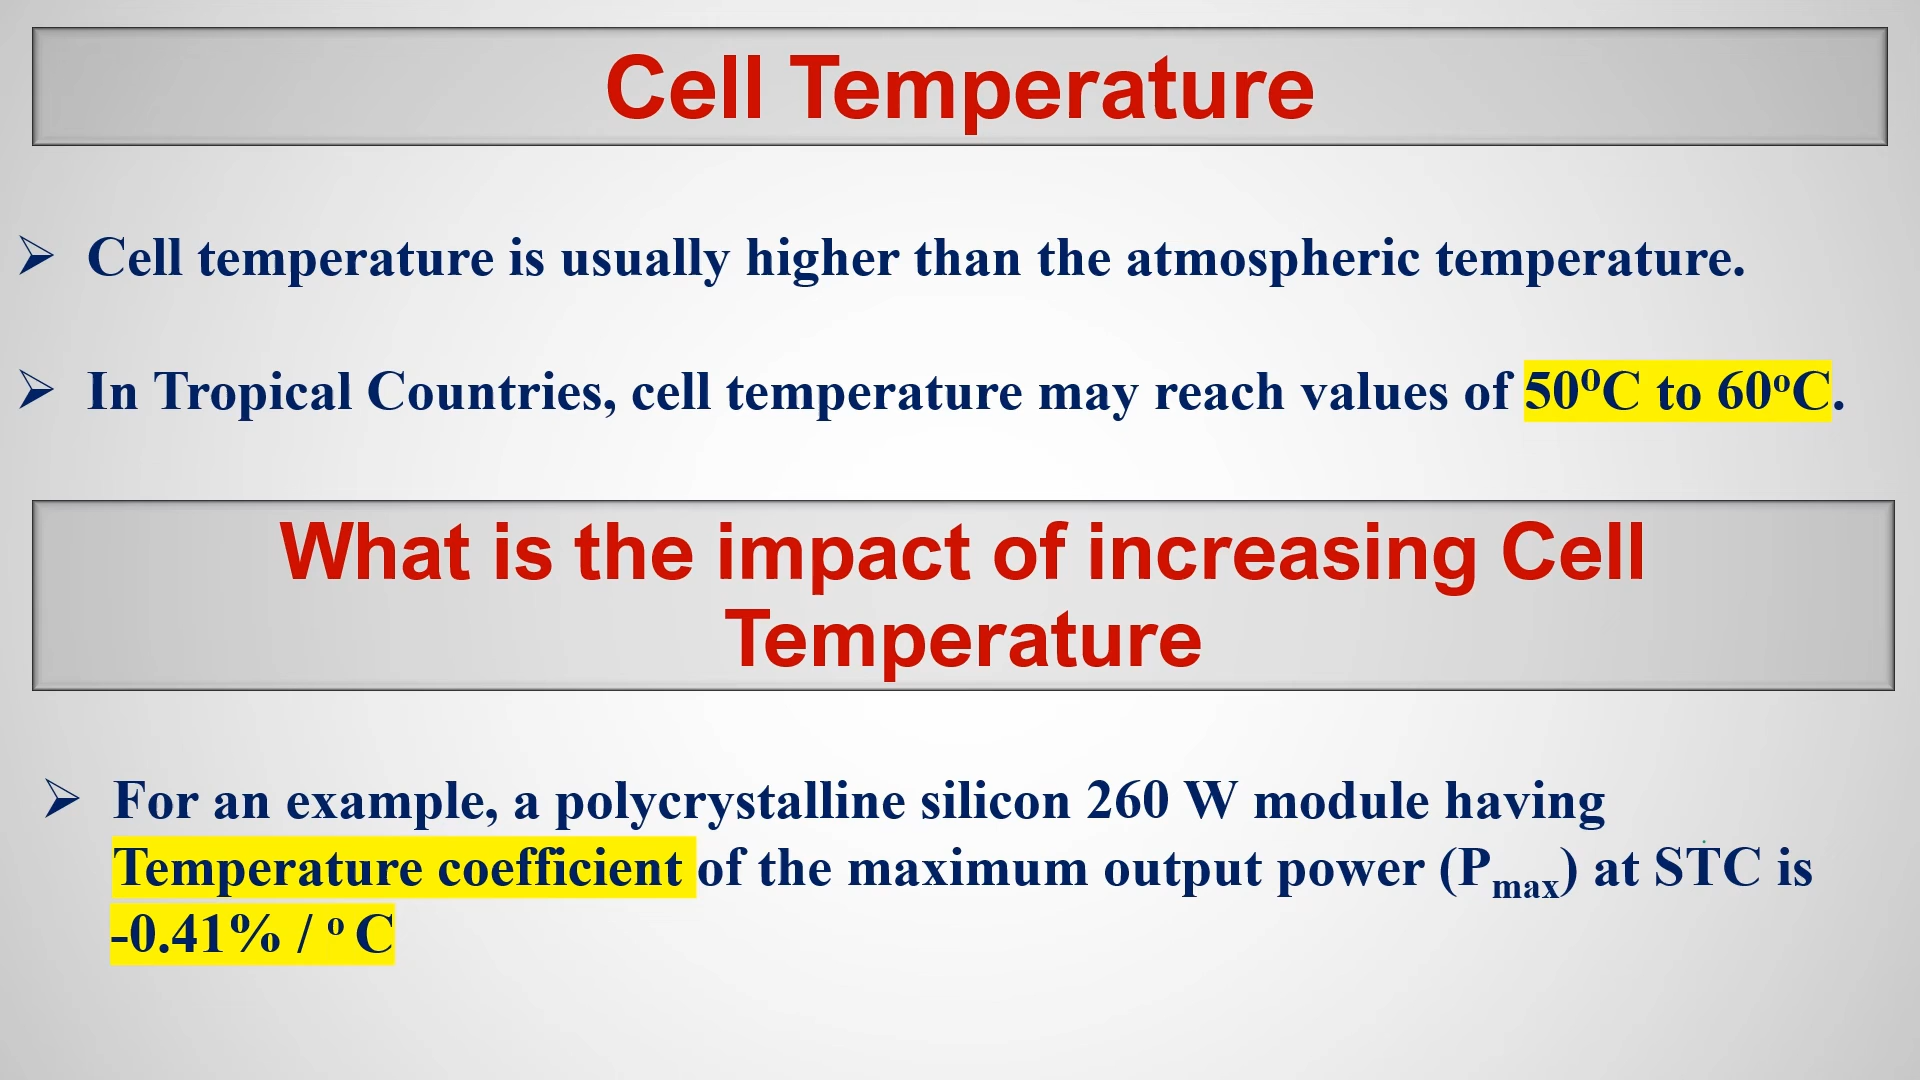 Cell Temperature
➢ Cell temperature is usually higher than the atmospheric temperature.
➢ In Tropical Countries, cell temperature may reach values of 50⁰C to 60ᵒC.
What is the impact of increasing Cell
Temperature
➢ For an example, a polycrystalline silicon 260 W module having
Temperature coefficient of the maximum output power (Pmax) at STC is
-0.41% / ᵒ C